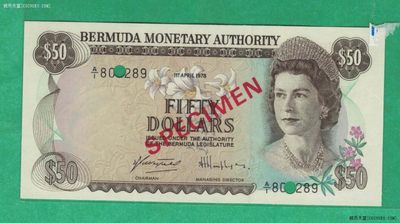 $50
BERMUDA MONETARY AUTHORITY
$50
A/1 80 289
1ST APRIL 1978
FIFTY
DOLLARS
SPECIMEN
ISSUED UNDER THE AUTHORITY
OF THE BERMUDA LEGISLATURE
CHAIRMAN
MANAGING DIRECTOR
$50
A/1 80 289
$50